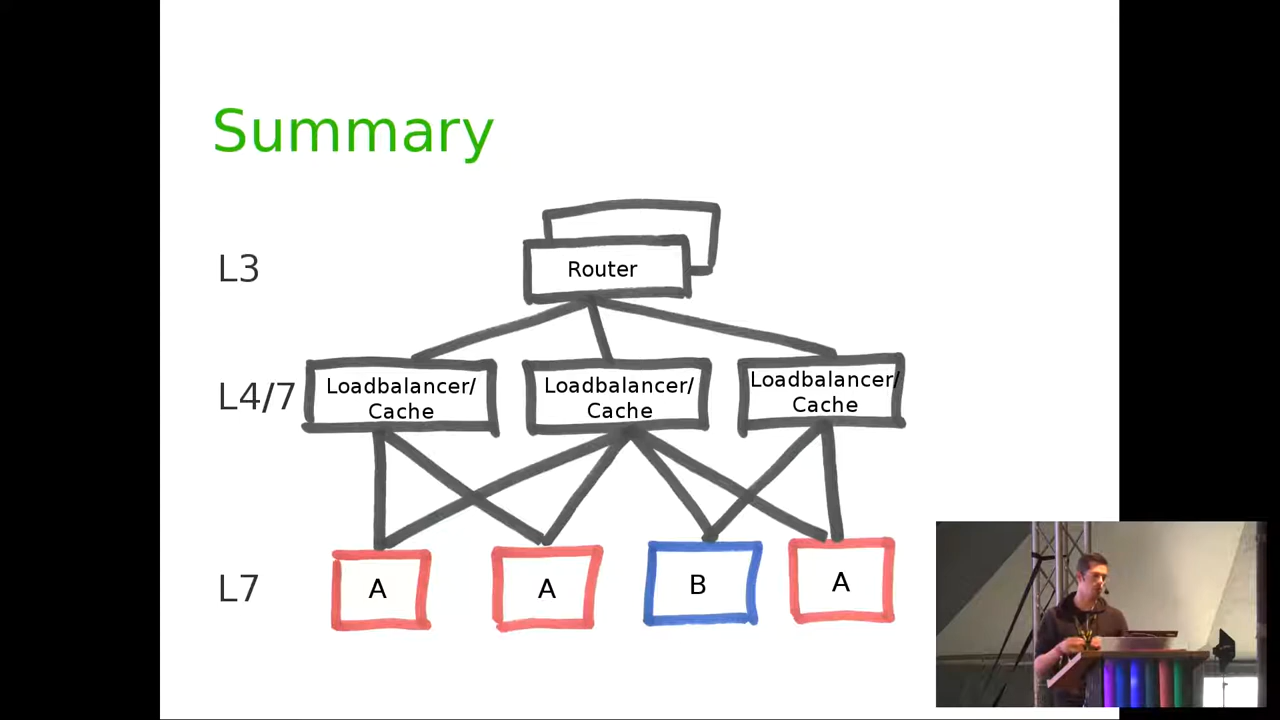 Summary
L3
Router
L4/7
Loadbalancer/
Cache
Loadbalancer/
Cache
Loadbalancer/
Cache
L7
A
A
B
A